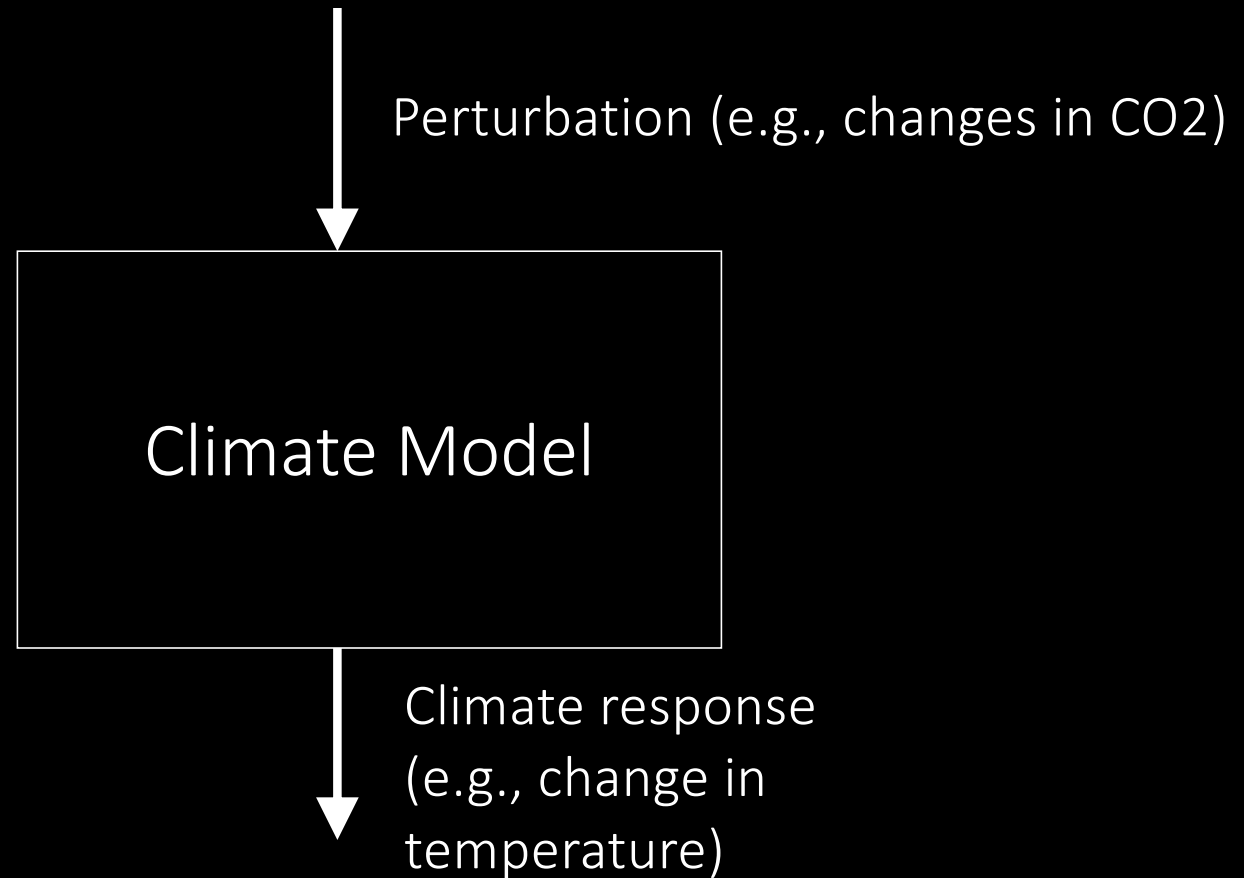 Perturbation (e.g., changes in CO2)
Climate Model
Climate response
(e.g., change in
temperature)